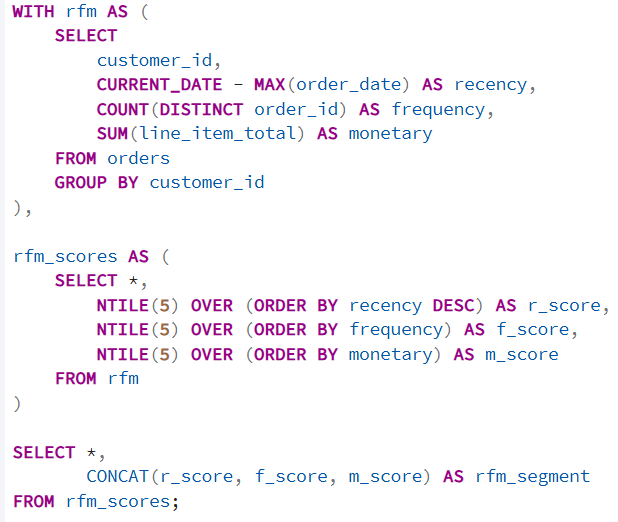 WITH rfm AS (
    SELECT
        customer_id,
        CURRENT_DATE - MAX(order_date) AS recency,
        COUNT(DISTINCT order_id) AS frequency,
        SUM(line_item_total) AS monetary
    FROM orders
    GROUP BY customer_id
),
rfm_scores AS (
    SELECT *,
        NTILE(5) OVER (ORDER BY recency DESC) AS r_score,
        NTILE(5) OVER (ORDER BY frequency) AS f_score,
        NTILE(5) OVER (ORDER BY monetary) AS m_score
    FROM rfm
)
SELECT *,
       CONCAT(r_score, f_score, m_score) AS rfm_segment
FROM rfm_scores;